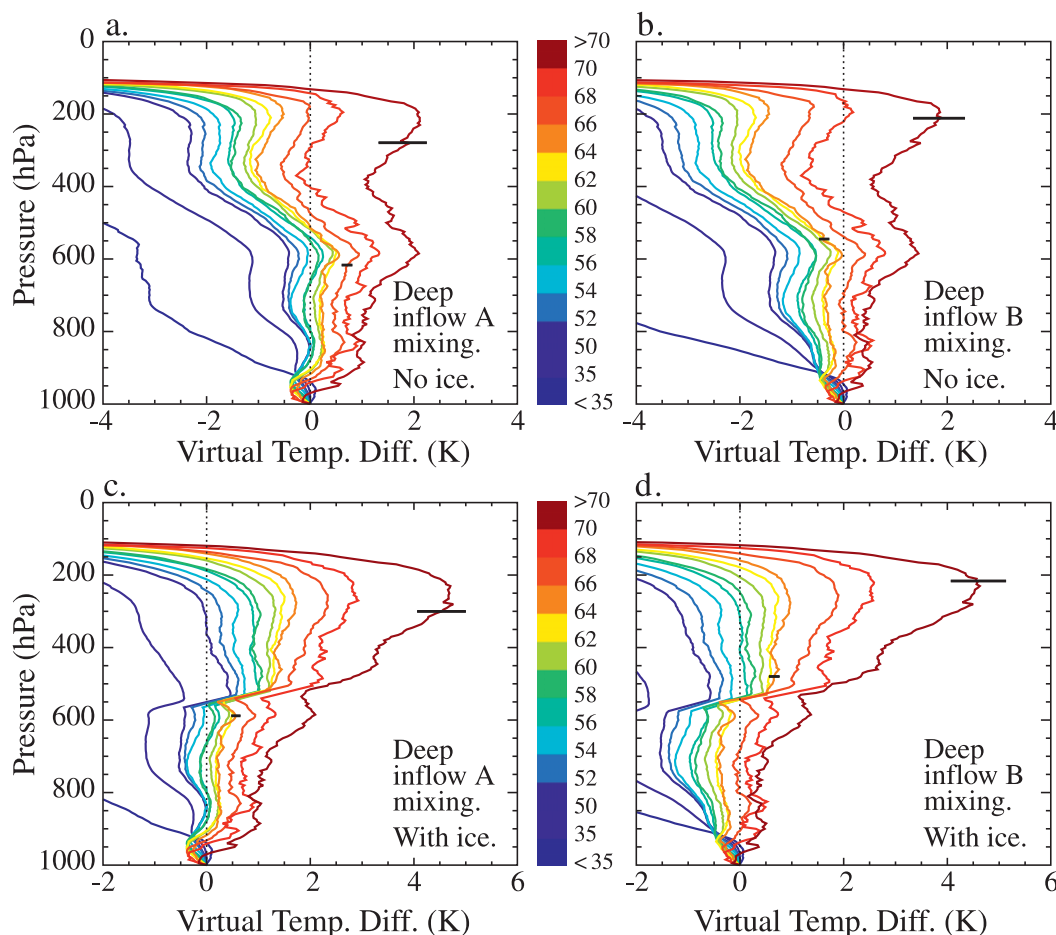 a.
b.
0
200
400
600
800
1000
Pressure (hPa)
Deep
inflow A
mixing.
No ice.
-4 -2 0 2 4
Virtual Temp. Diff. (K)
>70
70
68
66
64
62
60
58
56
54
52
50
35
<35
Deep
inflow B
mixing.
No ice.
-4 -2 0 2 4
Virtual Temp. Diff. (K)
c.
d.
0
200
400
600
800
1000
Pressure (hPa)
Deep
inflow A
mixing.
With ice.
-2 0 2 4 6
Virtual Temp. Diff. (K)
>70
70
68
66
64
62
60
58
56
54
52
50
35
<35
Deep
inflow B
mixing.
With ice.
-2 0 2 4 6
Virtual Temp. Diff. (K)